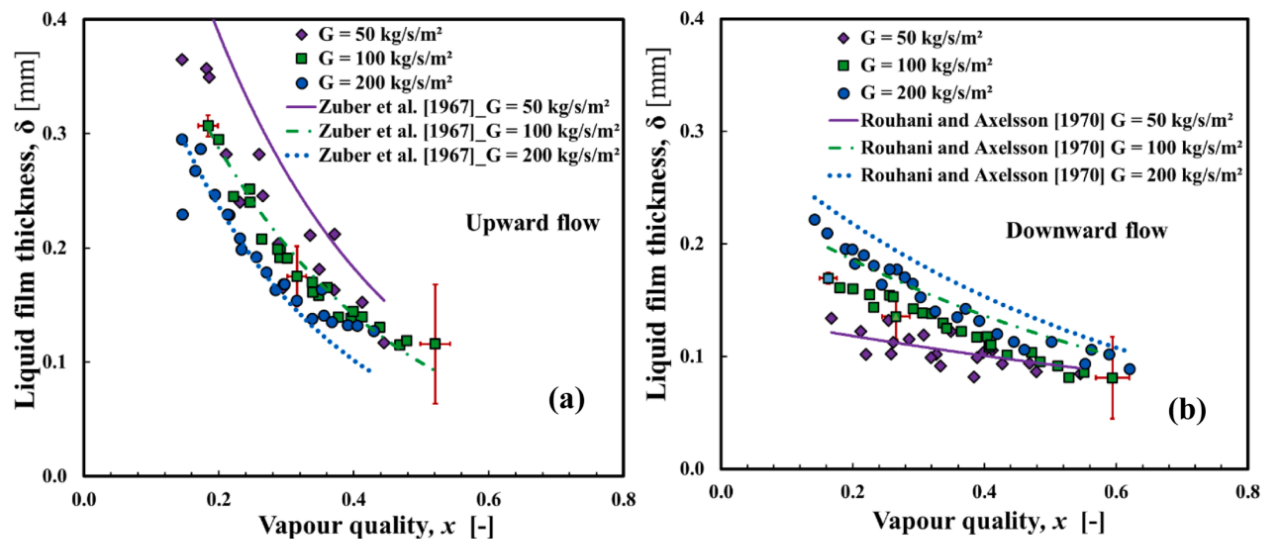 0.4
0.3
0.2
0.1
0.0
Liquid film thickness, δ [mm]
G = 50 kg/s/m²
G = 100 kg/s/m²
G = 200 kg/s/m²
Zuber et al. [1967]_G = 50 kg/s/m²
Zuber et al. [1967]_G = 100 kg/s/m²
Zuber et al. [1967]_G = 200 kg/s/m²
Upward flow
(a)
0.0 0.2 0.4 0.6 0.8
Vapour quality, x [-]
0.4
0.3
0.2
0.1
0.0
Liquid film thickness, δ [mm]
G = 50 kg/s/m²
G = 100 kg/s/m²
G = 200 kg/s/m²
Rouhani and Axelsson [1970] G = 50 kg/s/m²
Rouhani and Axelsson [1970] G = 100 kg/s/m²
Rouhani and Axelsson [1970] G = 200 kg/s/m²
Downward flow
(b)
0.0 0.2 0.4 0.6 0.8
Vapour quality, x [-]